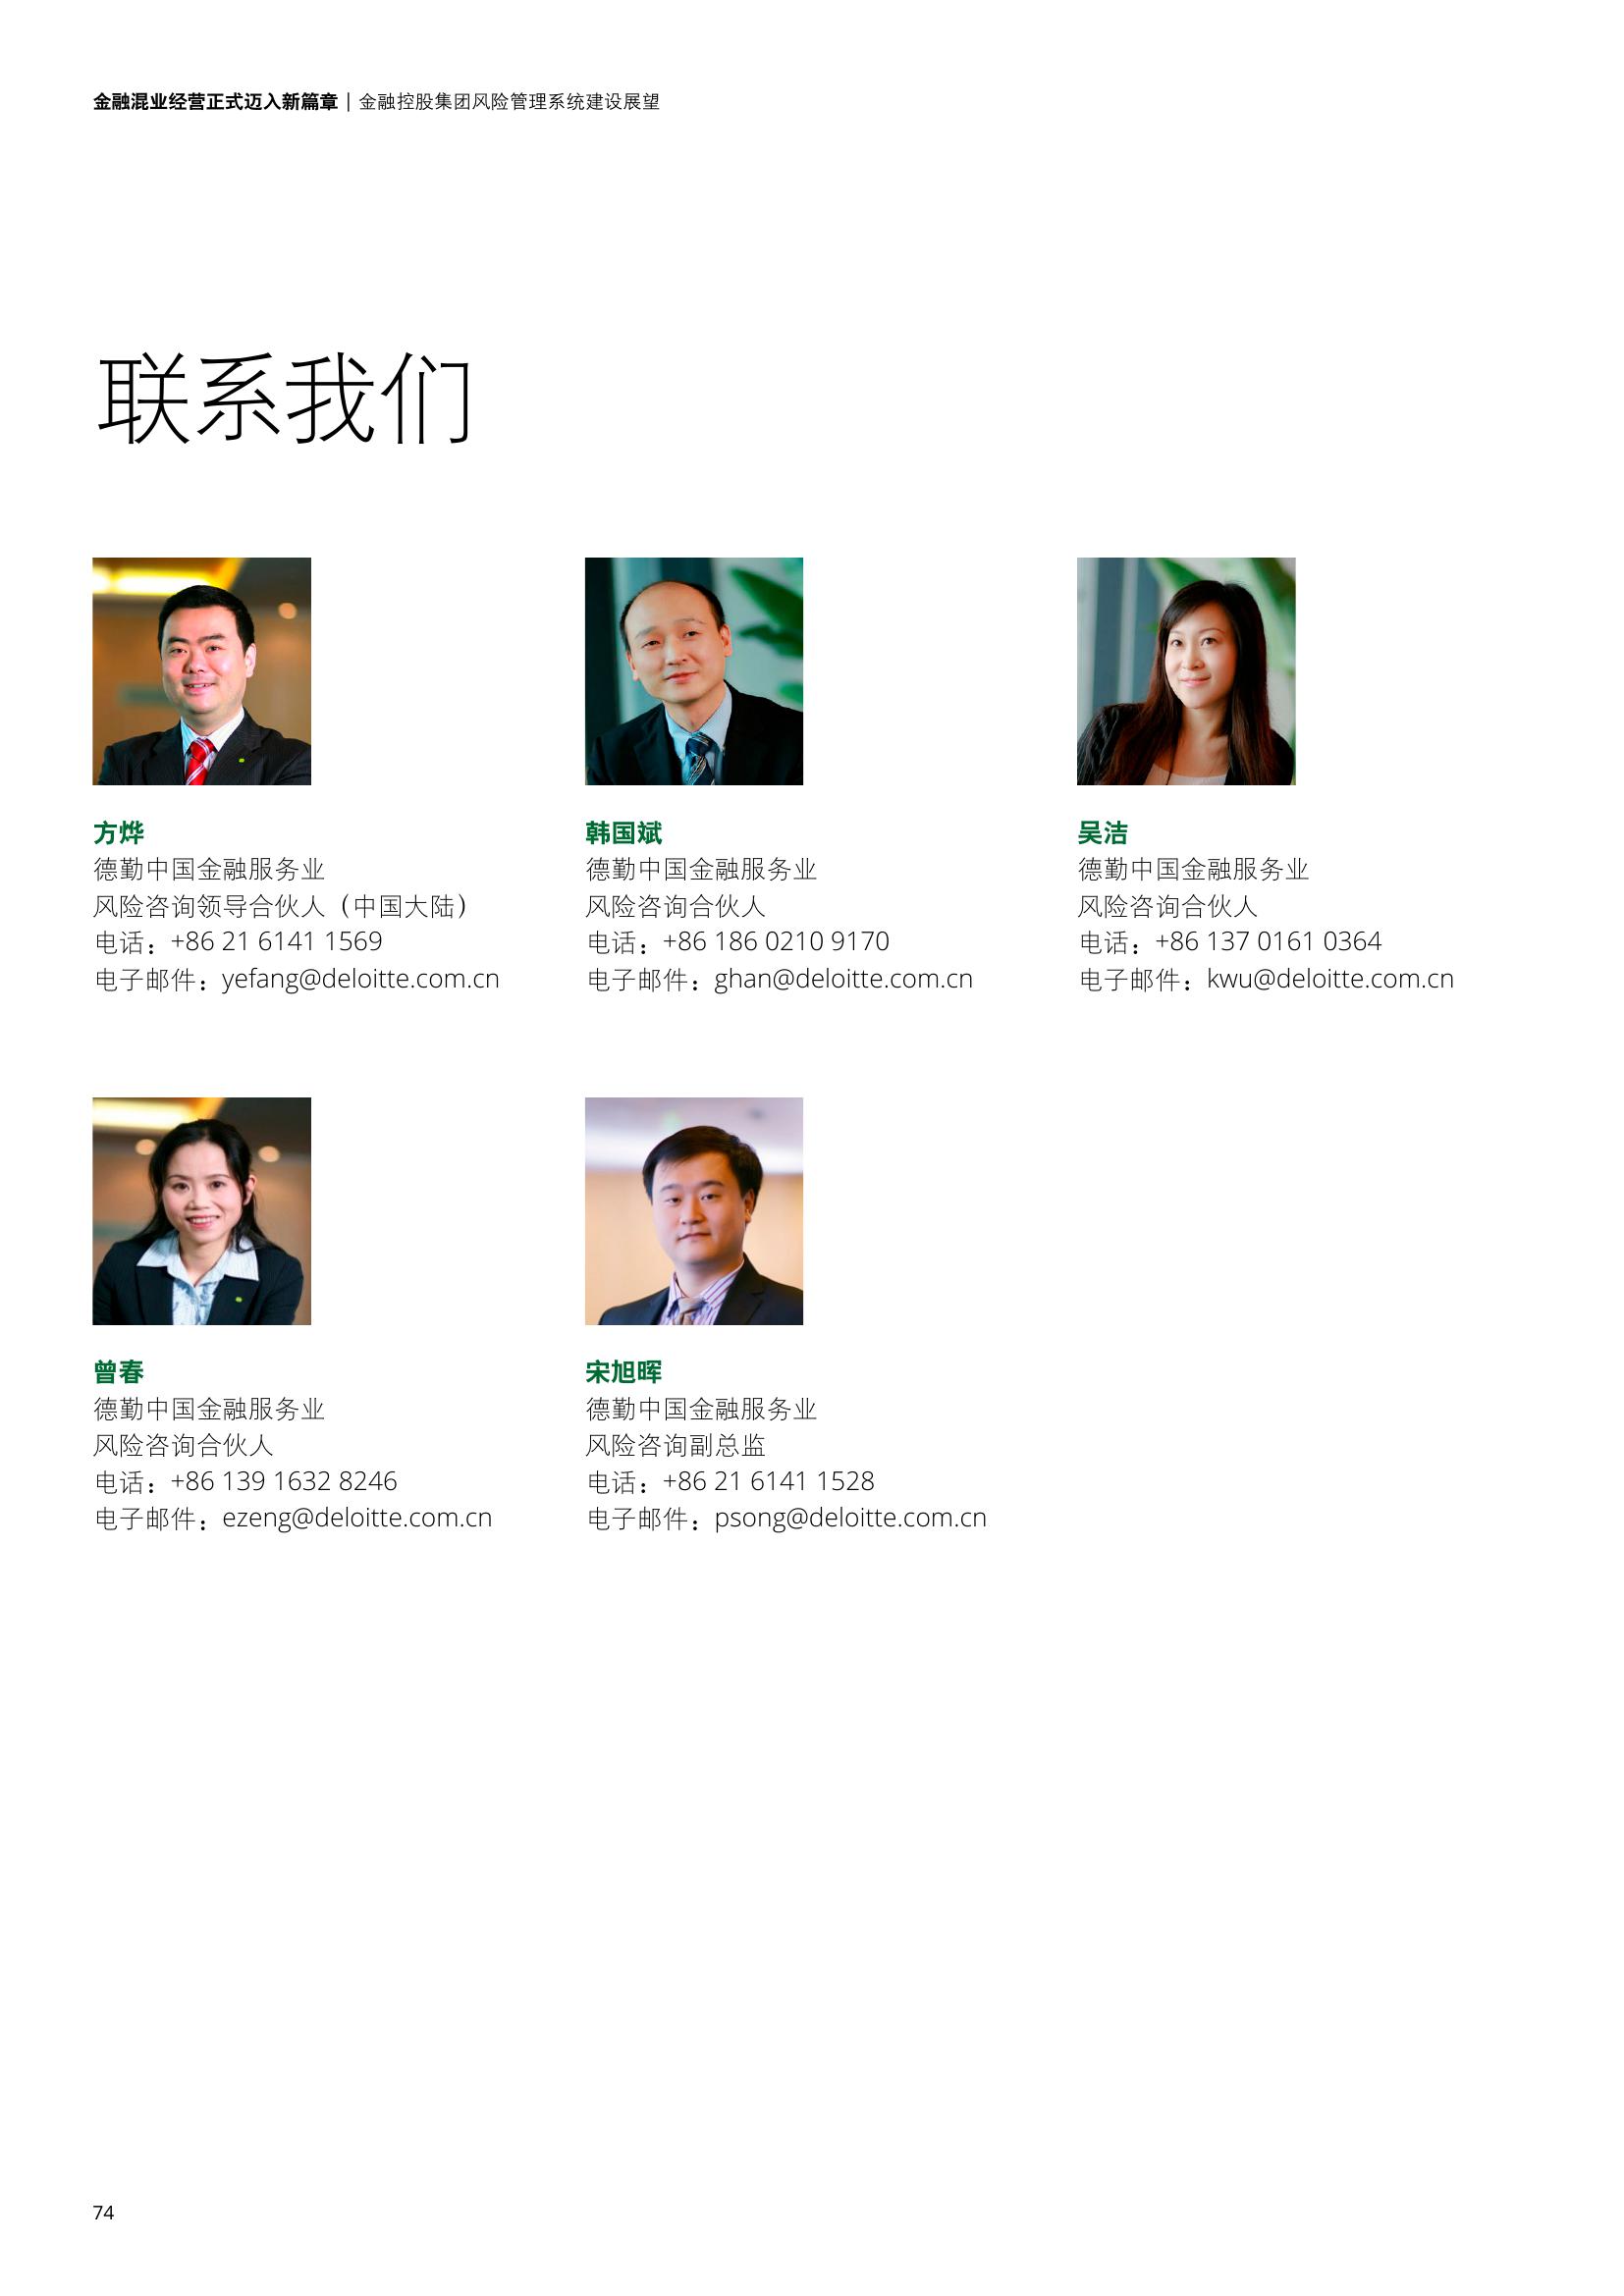 金融混业经营正式迈入新篇章 | 金融控股集团风险管理系统建设展望
联系我们
方烨
德勤中国金融服务业
风险咨询领导合伙人（中国大陆）
电话：+86 21 6141 1569
电子邮件：yefang@deloitte.com.cn
韩国斌
德勤中国金融服务业
风险咨询合伙人
电话：+86 186 0210 9170
电子邮件：ghan@deloitte.com.cn
吴洁
德勤中国金融服务业
风险咨询合伙人
电话：+86 137 0161 0364
电子邮件：kwu@deloitte.com.cn
曾春
德勤中国金融服务业
风险咨询合伙人
电话：+86 139 1632 8246
电子邮件：ezeng@deloitte.com.cn
宋旭晖
德勤中国金融服务业
风险咨询副总监
电话：+86 21 6141 1528
电子邮件：psong@deloitte.com.cn
74